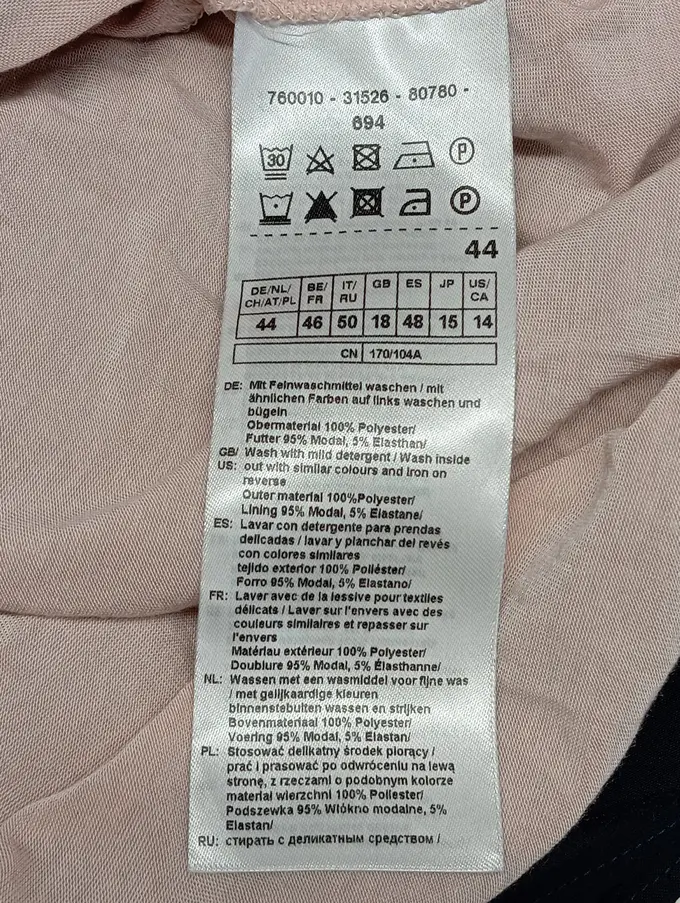 760010 - 31526 - 80780 -
694
30 P
P
44
DE/NL/ CH/AT/PL BE/ FR IT/ RU GB ES JP US/ CA
44 46 50 18 48 15 14
CN 170/104A
DE: Mit Feinwaschmittel waschen / mit
ähnlichen Farben auf links waschen und
bügeln
Obermaterial 100% Polyester/
Futter 95% Modal, 5% Elasthan/
GB/ Wash with mild detergent / Wash inside
US: out with similar colours and iron on
reverse
Outer material 100%Polyester/
Lining 95% Modal, 5% Elastane/
ES: Lavar con detergente para prendas
delicadas / lavar y planchar del revés
con colores similares
tejido exterior 100% Poliéster/
Forro 95% Modal, 5% Elastano/
FR: Laver avec de la lessive pour textiles
délicats / Laver sur l'envers avec des
couleurs similaires et repasser sur
l'envers
Matériau extérieur 100% Polyester/
Doublure 95% Modal, 5% Élasthanne/
NL: Wassen met een wasmiddel voor fijne was
/ met gelijkaardige kleuren
binnenstebuiten wassen en strijken
Bovenmateriaal 100% Polyester/
Voering 95% Modal, 5% Elastan/
PL: Stosować delikatny środek piorący /
prać i prasować po odwróceniu na lewą
stronę, z rzeczami o podobnym kolorze
materiał wierzchni 100% Poliester/
Podszewka 95% Włókno modalne, 5%
Elastan/
RU: стирать с деликатным средством /